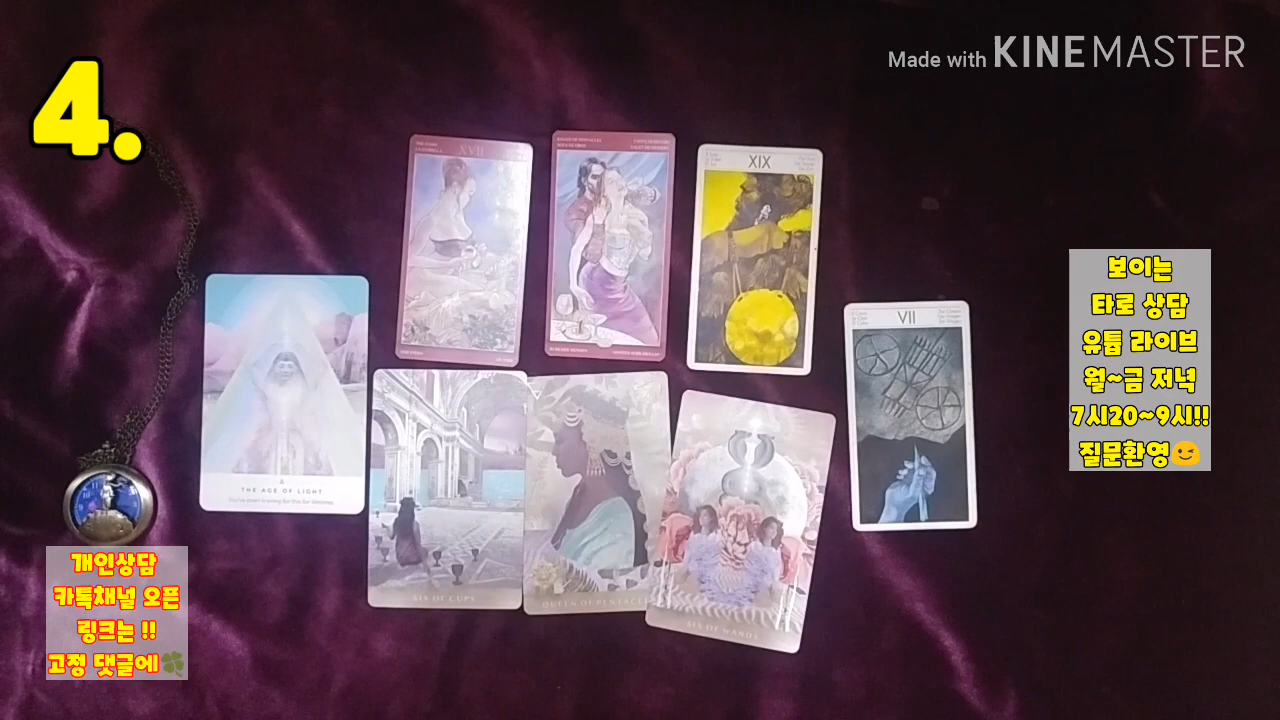 Made with KINEMASTER
4.
XVII
XIX
VII
THE AGE OF LIGHT
SIX OF CUPS
QUEEN OF PENTACLES
SIX OF WANDS
보이는
타로 상담
유튭 라이브
월~금 저녁
7시20~9시!!
질문환영😉
개인상담
카톡채널 오픈
링크는 !!
고정 댓글에🍀